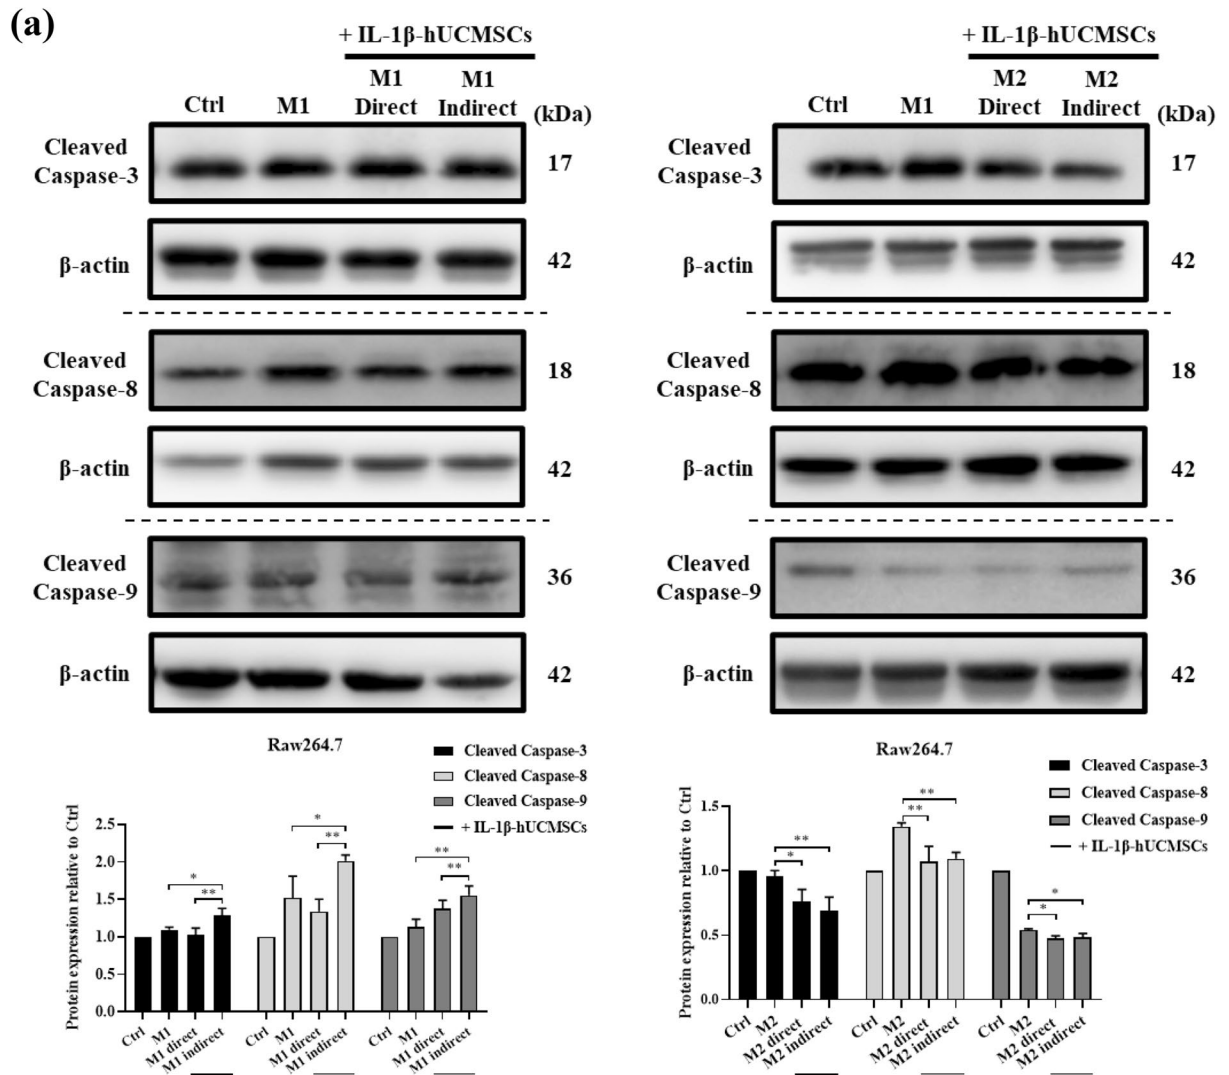 (a)
+ IL-1β-hUCMSCs
Ctrl M1 M1 Direct M1 Indirect (kDa)
Cleaved Caspase-3 17
β-actin 42
Cleaved Caspase-8 18
β-actin 42
Cleaved Caspase-9 36
β-actin 42
+ IL-1β-hUCMSCs
Ctrl M1 M2 Direct M2 Indirect (kDa)
Cleaved Caspase-3 17
β-actin 42
Cleaved Caspase-8 18
β-actin 42
Cleaved Caspase-9 36
β-actin 42
Raw264.7
Cleaved Caspase-3
Cleaved Caspase-8
Cleaved Caspase-9
+ IL-1β-hUCMSCs
Protein expression relative to Ctrl
2.5
2.0
1.5
1.0
0.5
0.0
* ** * ** ** **
Ctrl M1 M1 direct M1 indirect Ctrl M1 M1 direct M1 indirect Ctrl M1 M1 direct M1 indirect
Raw264.7
Cleaved Caspase-3
Cleaved Caspase-8
Cleaved Caspase-9
+ IL-1β-hUCMSCs
Protein expression relative to Ctrl
1.5
1.0
0.5
0.0
** * ** ** * *
Ctrl M2 M2 direct M2 indirect Ctrl M2 M2 direct M2 indirect Ctrl M2 M2 direct M2 indirect